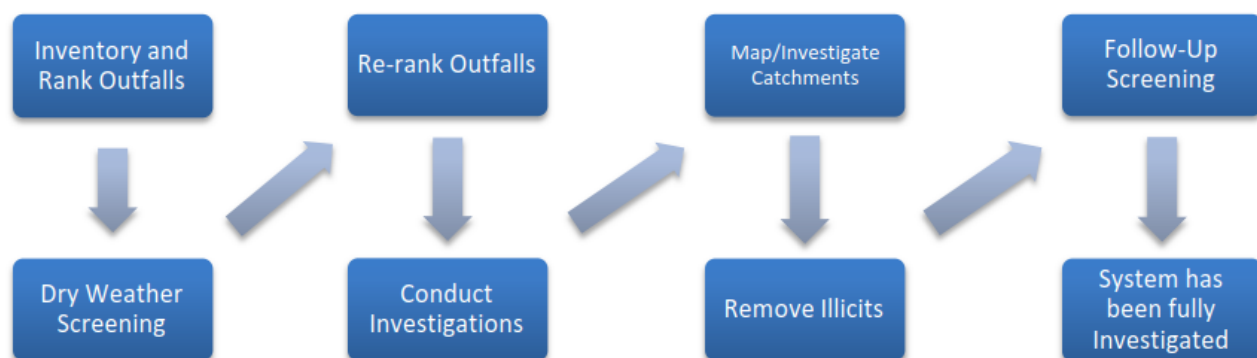 Inventory and
Rank Outfalls
Dry Weather
Screening
Re-rank Outfalls
Conduct
Investigations
Map/Investigate
Catchments
Remove Illicits
Follow-Up
Screening
System has
been fully
Investigated